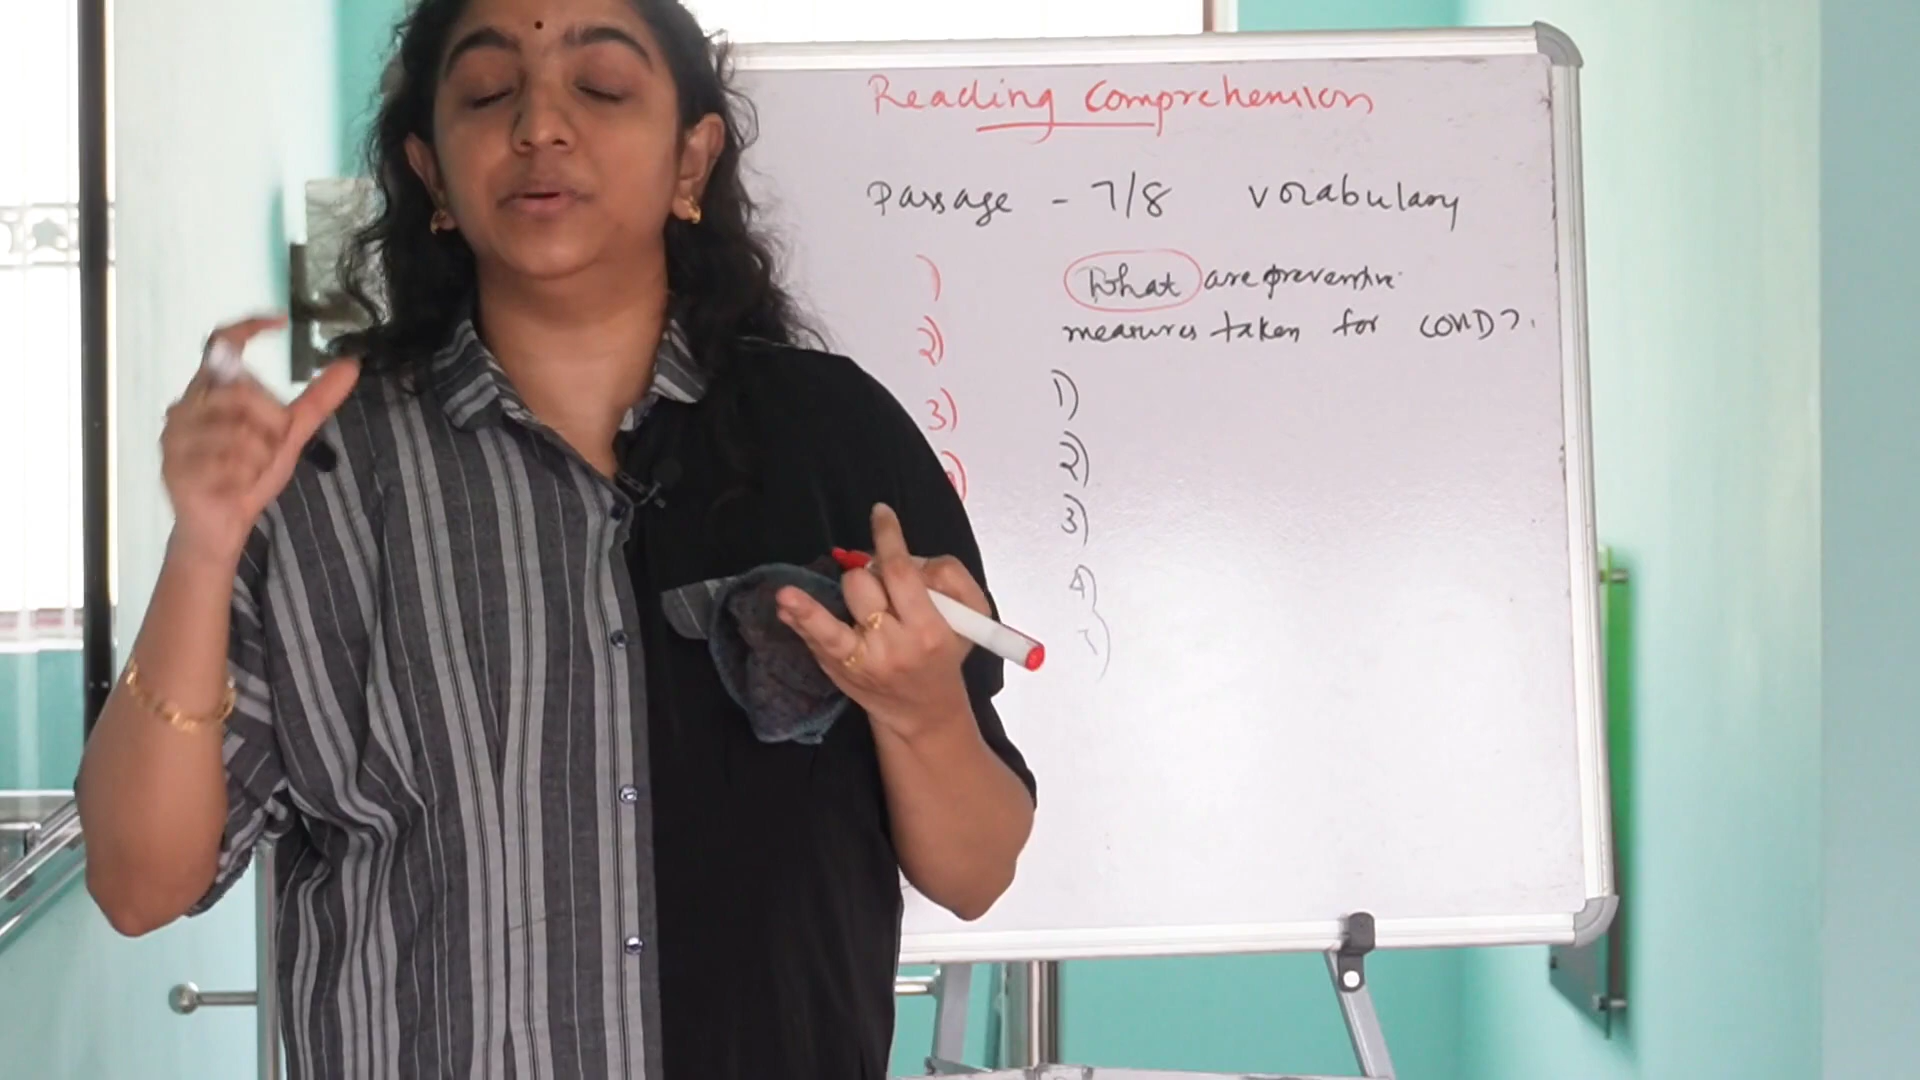 Reading Comprehension
Passage - 7/8 vocabulary
1)
2)
3)
What are preventive
measures taken for COVID?.
1)
2)
3)
4)